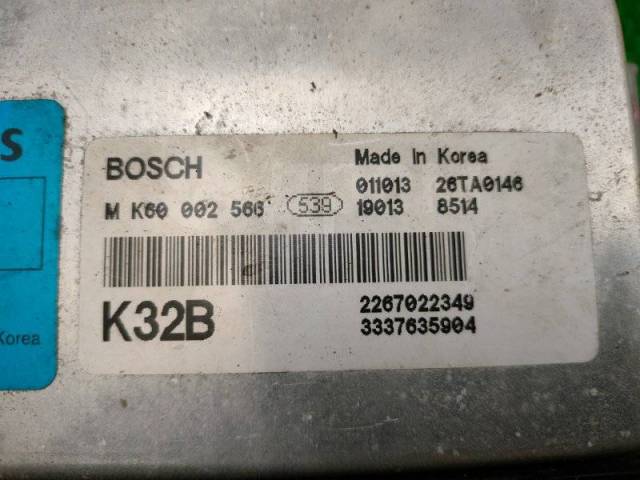 S
Korea
BOSCH
Made in Korea
011013 26TA0146
M K60 002 566 539 19013 8514
K32B
2267022349
3337635904